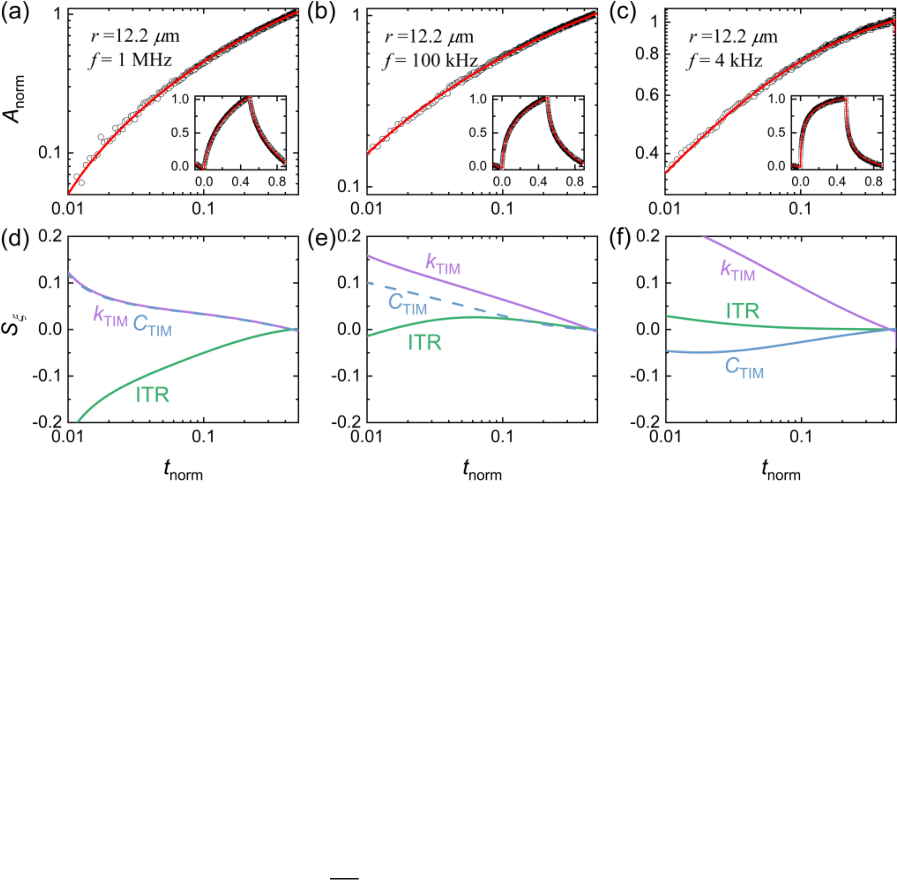 (a)
(b)
(c)
r =12.2 μm
f = 1 MHz
r =12.2 μm
f = 100 kHz
r =12.2 μm
f = 4 kHz
A_norm
1
0.1
1
0.1
1.0
0.8
0.6
0.4
1.0
0.5
0.0
0.0 0.4 0.8
1.0
0.5
0.0
0.0 0.4 0.8
1.0
0.5
0.0
0.0 0.4 0.8
0.01 0.1
0.01 0.1
0.01 0.1
(d)
(e)
(f)
S_ξ
0.2
0.1
0.0
-0.1
-0.2
k_TIM C_TIM
ITR
0.2
0.1
0.0
-0.1
-0.2
k_TIM
C_TIM
ITR
0.2
0.1
0.0
-0.1
-0.2
k_TIM
ITR
C_TIM
0.01 0.1
0.01 0.1
0.01 0.1
t_norm
t_norm
t_norm